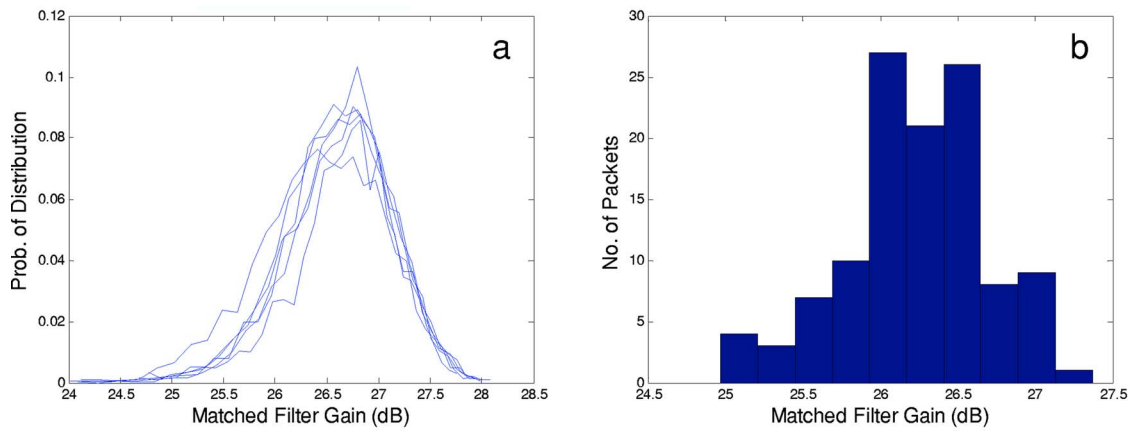 a
Prob. of Distribution
0.12
0.1
0.08
0.06
0.04
0.02
0
24 24.5 25 25.5 26 26.5 27 27.5 28 28.5
Matched Filter Gain (dB)
b
No. of Packets
30
25
20
15
10
5
0
24.5 25 25.5 26 26.5 27 27.5
Matched Filter Gain (dB)